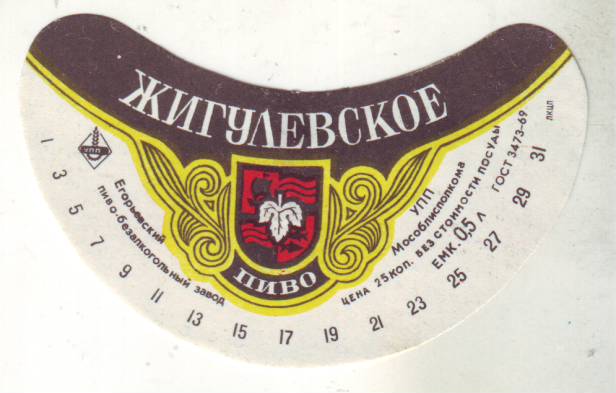 ЖИГУЛЕВСКОЕ
ПИВО
УПП
Егорьевский
пиво-безалкогольный завод
УПП
Мособлисполкома
ЦЕНА 25 КОП. БЕЗ СТОИМОСТИ ПОСУДЫ
ЕМК. 0,5 Л ГОСТ 3473-69
1 3 5 7 9 11 13 15 17 19 21 23 25 27 29 31
ЛКЦП